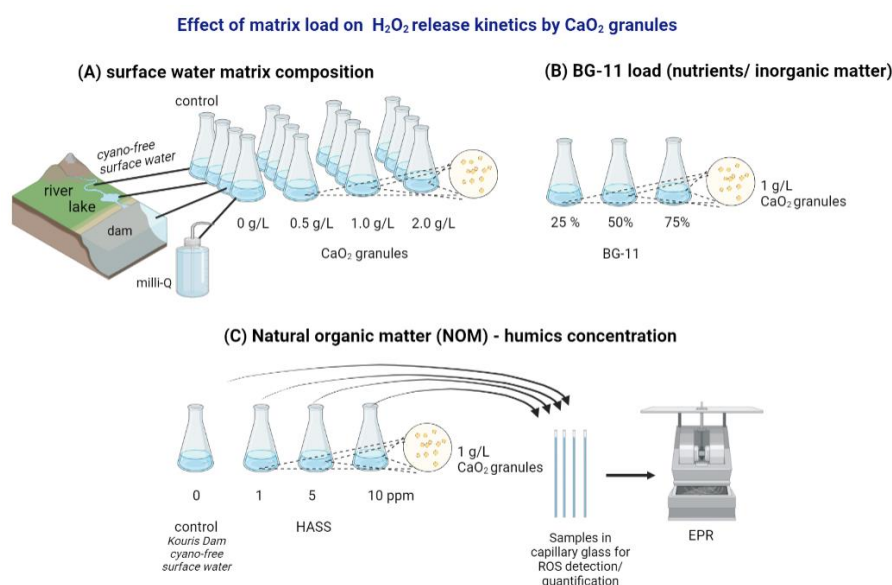 Effect of matrix load on H₂O₂ release kinetics by CaO₂ granules
(A) surface water matrix composition
control
cyano-free
surface water
river
lake
dam
milli-Q
0 g/L 0.5 g/L 1.0 g/L 2.0 g/L
CaO₂ granules
(B) BG-11 load (nutrients/ inorganic matter)
1 g/L
CaO₂ granules
25 % 50% 75%
BG-11
(C) Natural organic matter (NOM) - humics concentration
1 g/L
CaO₂ granules
0 1 5 10 ppm
control
Kouris Dam
cyano-free
surface water
HASS
Samples in
capillary glass for
ROS detection/
quantification
EPR